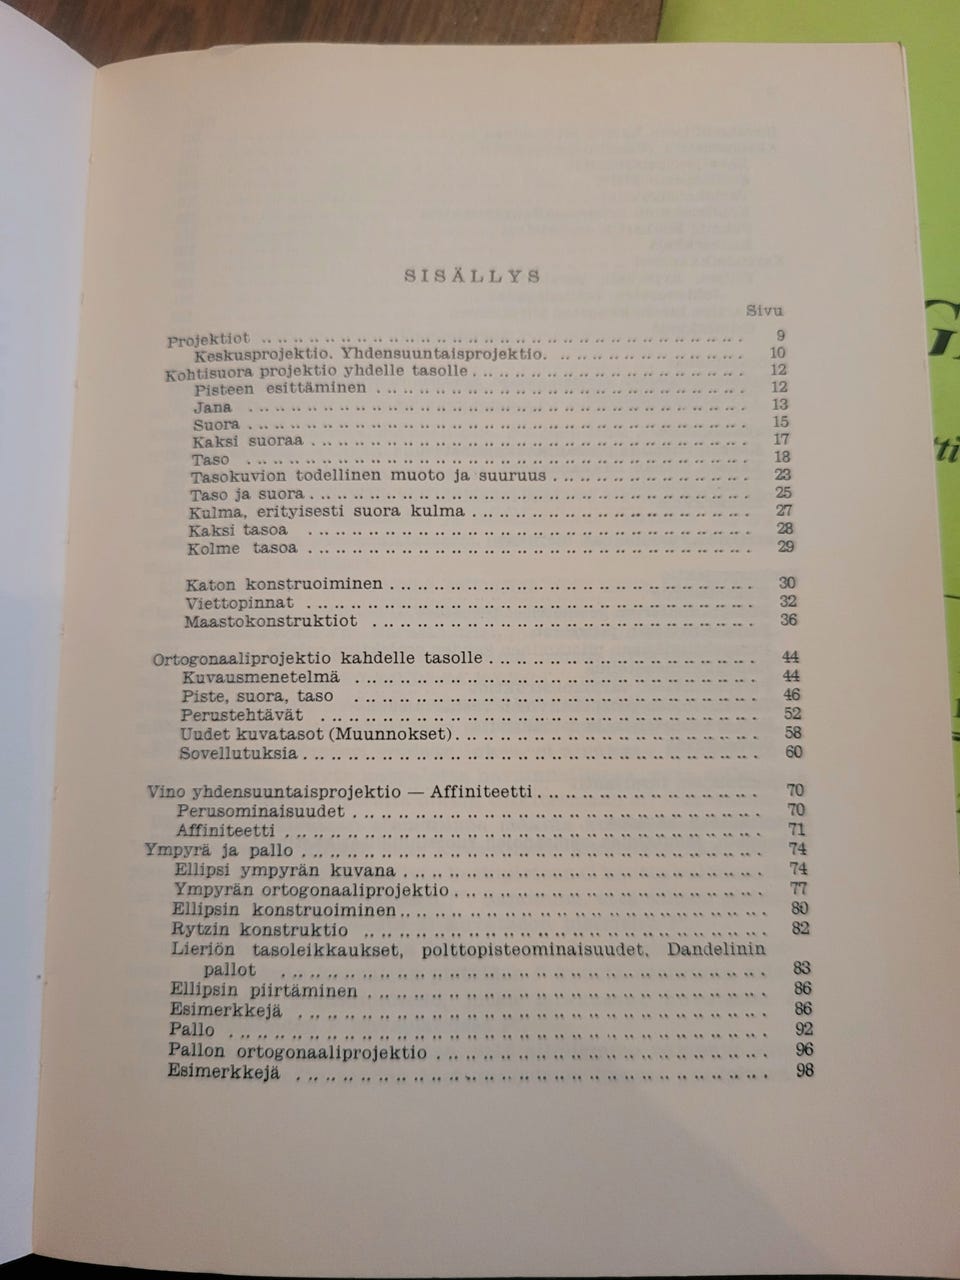 SISÄLLYS
Sivu
Projektiot 9
Keskusprojektio. Yhdensuuntaisprojektio. 10
Kohtisuora projektio yhdelle tasolle 12
Pisteen esittäminen 12
Jana 13
Suora 15
Kaksi suoraa 17
Taso 18
Tasokuvion todellinen muoto ja suuruus 23
Taso ja suora 25
Kulma, erityisesti suora kulma 27
Kaksi tasoa 28
Kolme tasoa 29
Katon konstruoiminen 30
Viettopinnat 32
Maastokonstruktiot 36
Ortogonaaliprojektio kahdelle tasolle 44
Kuvausmenetelmä 44
Piste, suora, taso 46
Perustehtävät 52
Uudet kuvatasot (Muunnokset) 58
Sovellutuksia 60
Vino yhdensuuntaisprojektio — Affiniteetti 70
Perusominaisuudet 70
Affiniteetti 71
Ympyrä ja pallo 74
Ellipsi ympyrän kuvana 74
Ympyrän ortogonaaliprojektio 77
Ellipsin konstruoiminen 80
Rytzin konstruktio 82
Lieriön tasoleikkaukset, polttopisteominaisuudet, Dandelinin
pallot 83
Ellipsin piirtäminen 86
Esimerkkejä 86
Pallo 92
Pallon ortogonaaliprojektio 96
Esimerkkejä 98